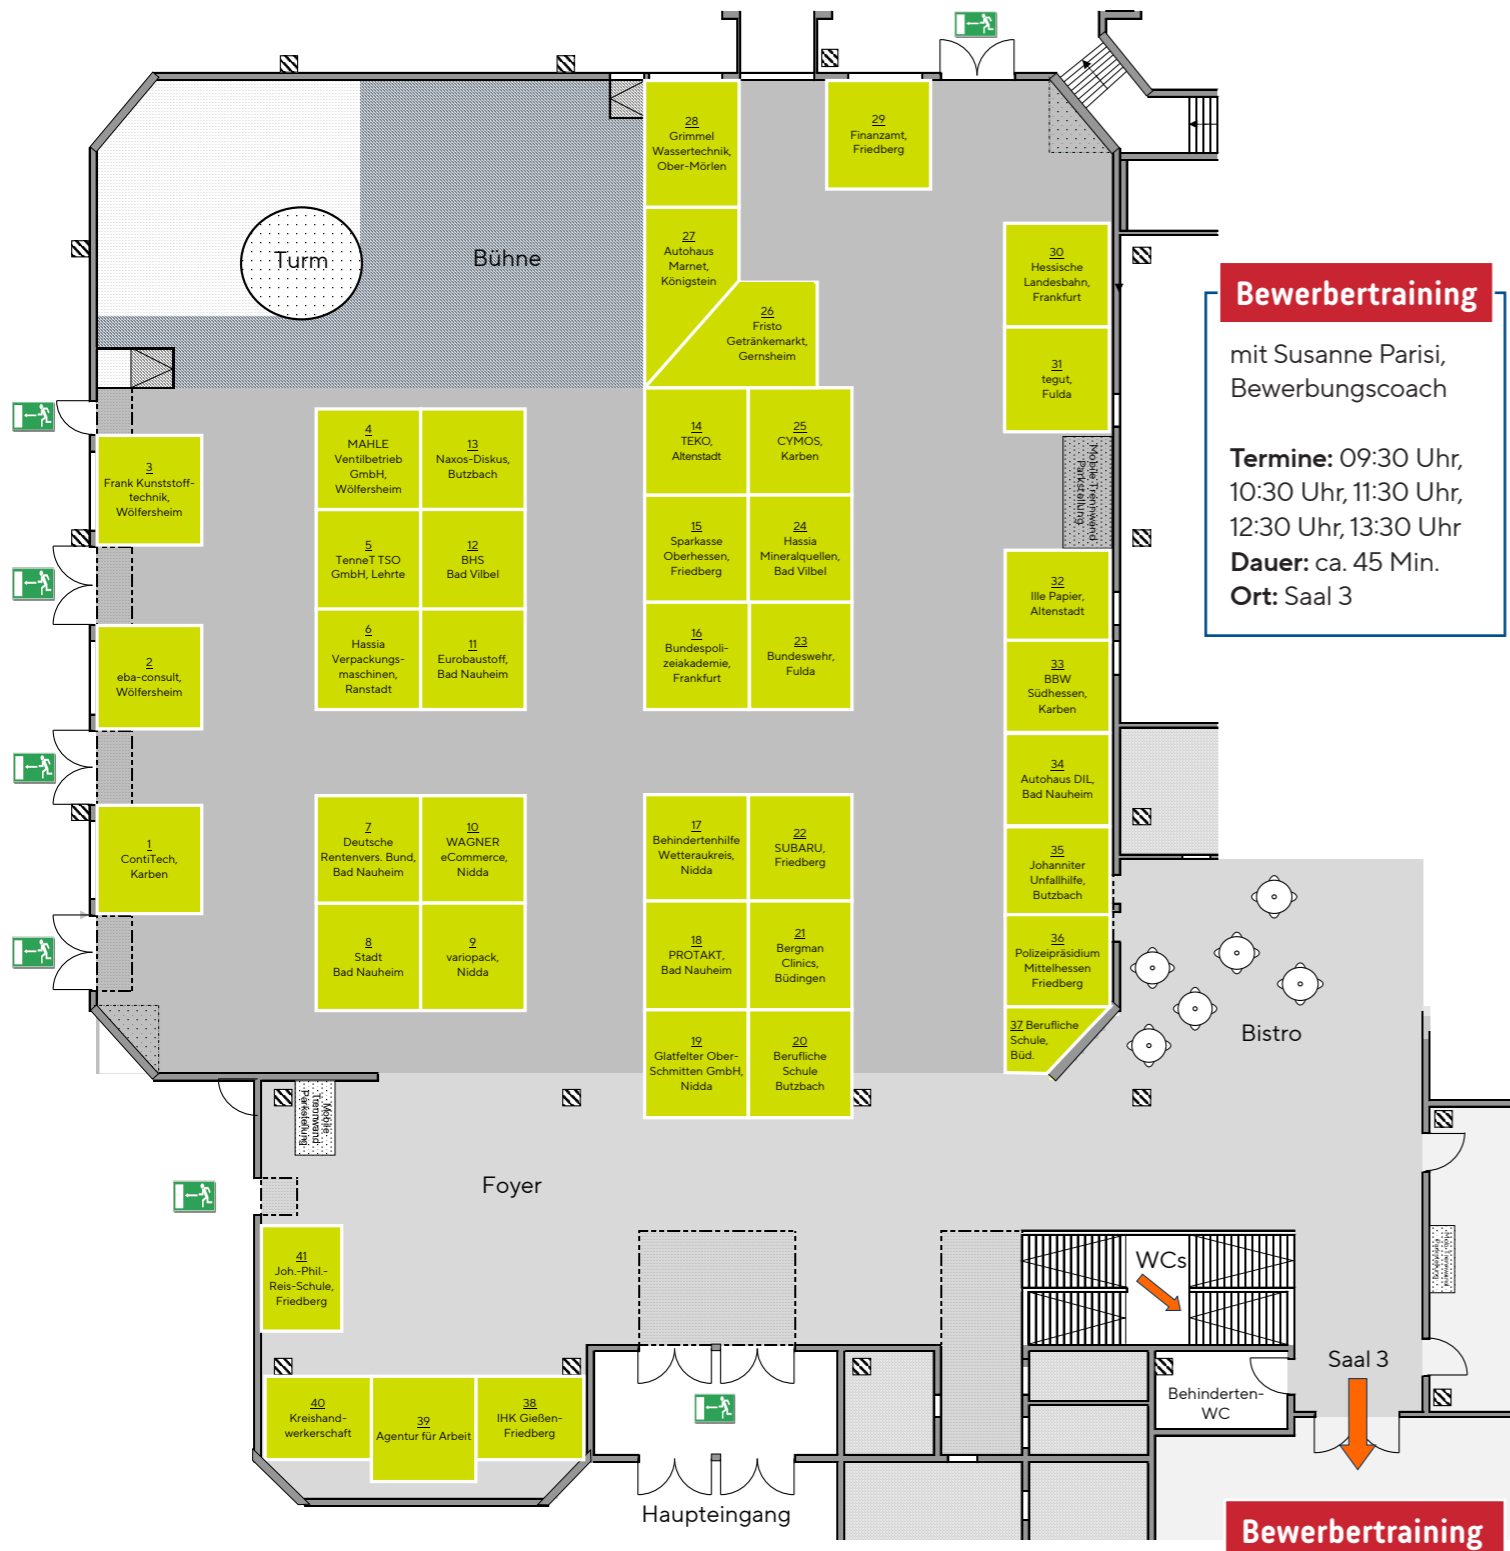 28
Grimmel
Wassertechnik,
Ober-Mörlen
29
Finanzamt,
Friedberg
27
Autohaus
Marnet,
Königstein
Turm
Bühne
30
Hessische
Landesbahn,
Frankfurt
26
Fristo
Getränkemarkt,
Gernsheim
31
tegut,
Fulda
Bewerbertraining
mit Susanne Parisi,
Bewerbungscoach
Termine: 09:30 Uhr,
10:30 Uhr, 11:30 Uhr,
12:30 Uhr, 13:30 Uhr
Dauer: ca. 45 Min.
Ort: Saal 3
3
Frank Kunststoff-
technik,
Wölfersheim
4
MAHLE
Ventilbetrieb
GmbH,
Wölfersheim
13
Naxos-Diskus,
Butzbach
14
TEKO,
Altenstadt
25
CYMOS,
Karben
Mobile Trennwand
Parkstellung
5
TenneT TSO
GmbH, Lehrte
12
BHS
Bad Vilbel
15
Sparkasse
Oberhessen,
Friedberg
24
Hassia
Mineralquellen,
Bad Vilbel
32
Ille Papier,
Altenstadt
2
eba-consult,
Wölfersheim
6
Hassia
Verpackungs-
maschinen,
Ranstadt
11
Eurobaustoff,
Bad Nauheim
16
Bundespoli-
zeiakademie,
Frankfurt
23
Bundeswehr,
Fulda
33
BBW
Südhessen,
Karben
34
Autohaus DIL,
Bad Nauheim
1
ContiTech,
Karben
7
Deutsche
Rentenvers. Bund,
Bad Nauheim
10
WAGNER
eCommerce,
Nidda
17
Behindertenhilfe
Wetteraukreis,
Nidda
22
SUBARU,
Friedberg
35
Johanniter
Unfallhilfe,
Butzbach
8
Stadt
Bad Nauheim
9
variopack,
Nidda
18
PROTAKT,
Bad Nauheim
21
Bergman
Clinics,
Büdingen
36
Polizeipräsidium
Mittelhessen
Friedberg
19
Glatfelter Ober-
Schmitten GmbH,
Nidda
20
Berufliche
Schule
Butzbach
37 Berufliche
Schule,
Büd.
Bistro
Mobile
Trennwand
Parkstellung
Foyer
41
Joh.-Phil.-
Reis-Schule,
Friedberg
WCs
Mob. Trennwand
Parkstellung
40
Kreishand-
werkerschaft
39
Agentur für Arbeit
38
IHK Gießen-
Friedberg
Saal 3
Behinderten-
WC
Haupteingang
Bewerbertraining